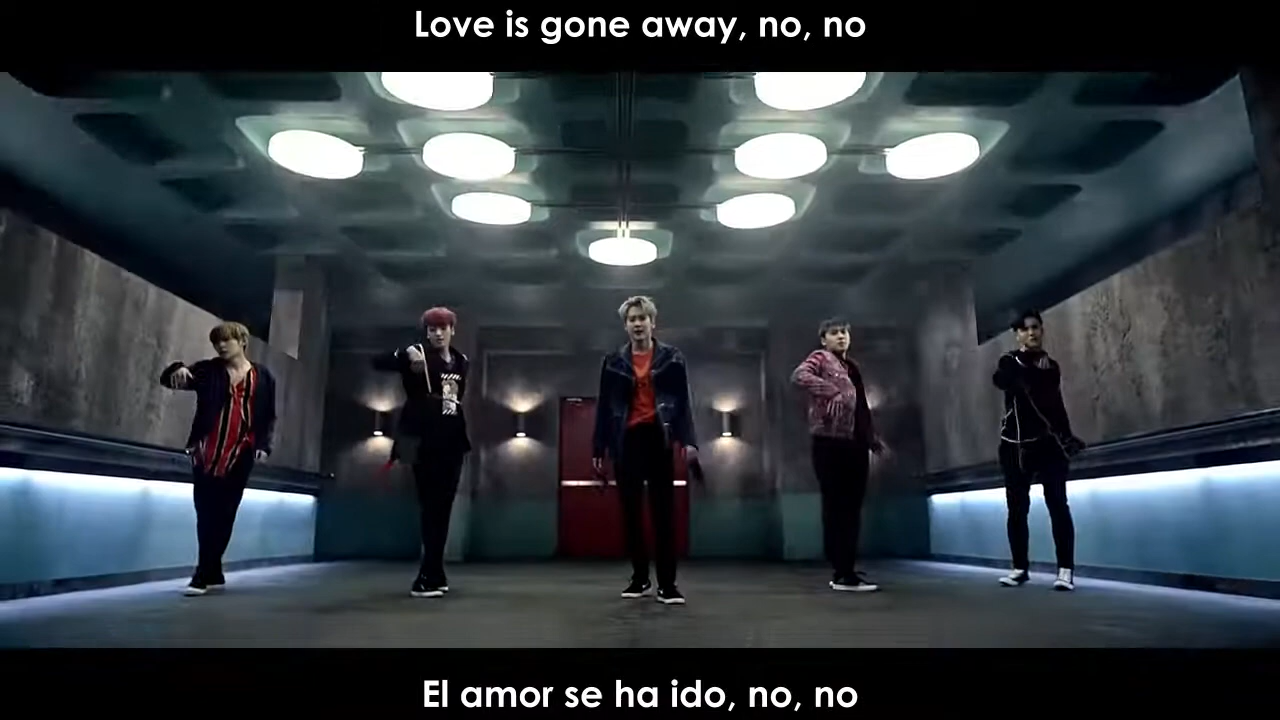 Love is gone away, no, no
El amor se ha ido, no, no